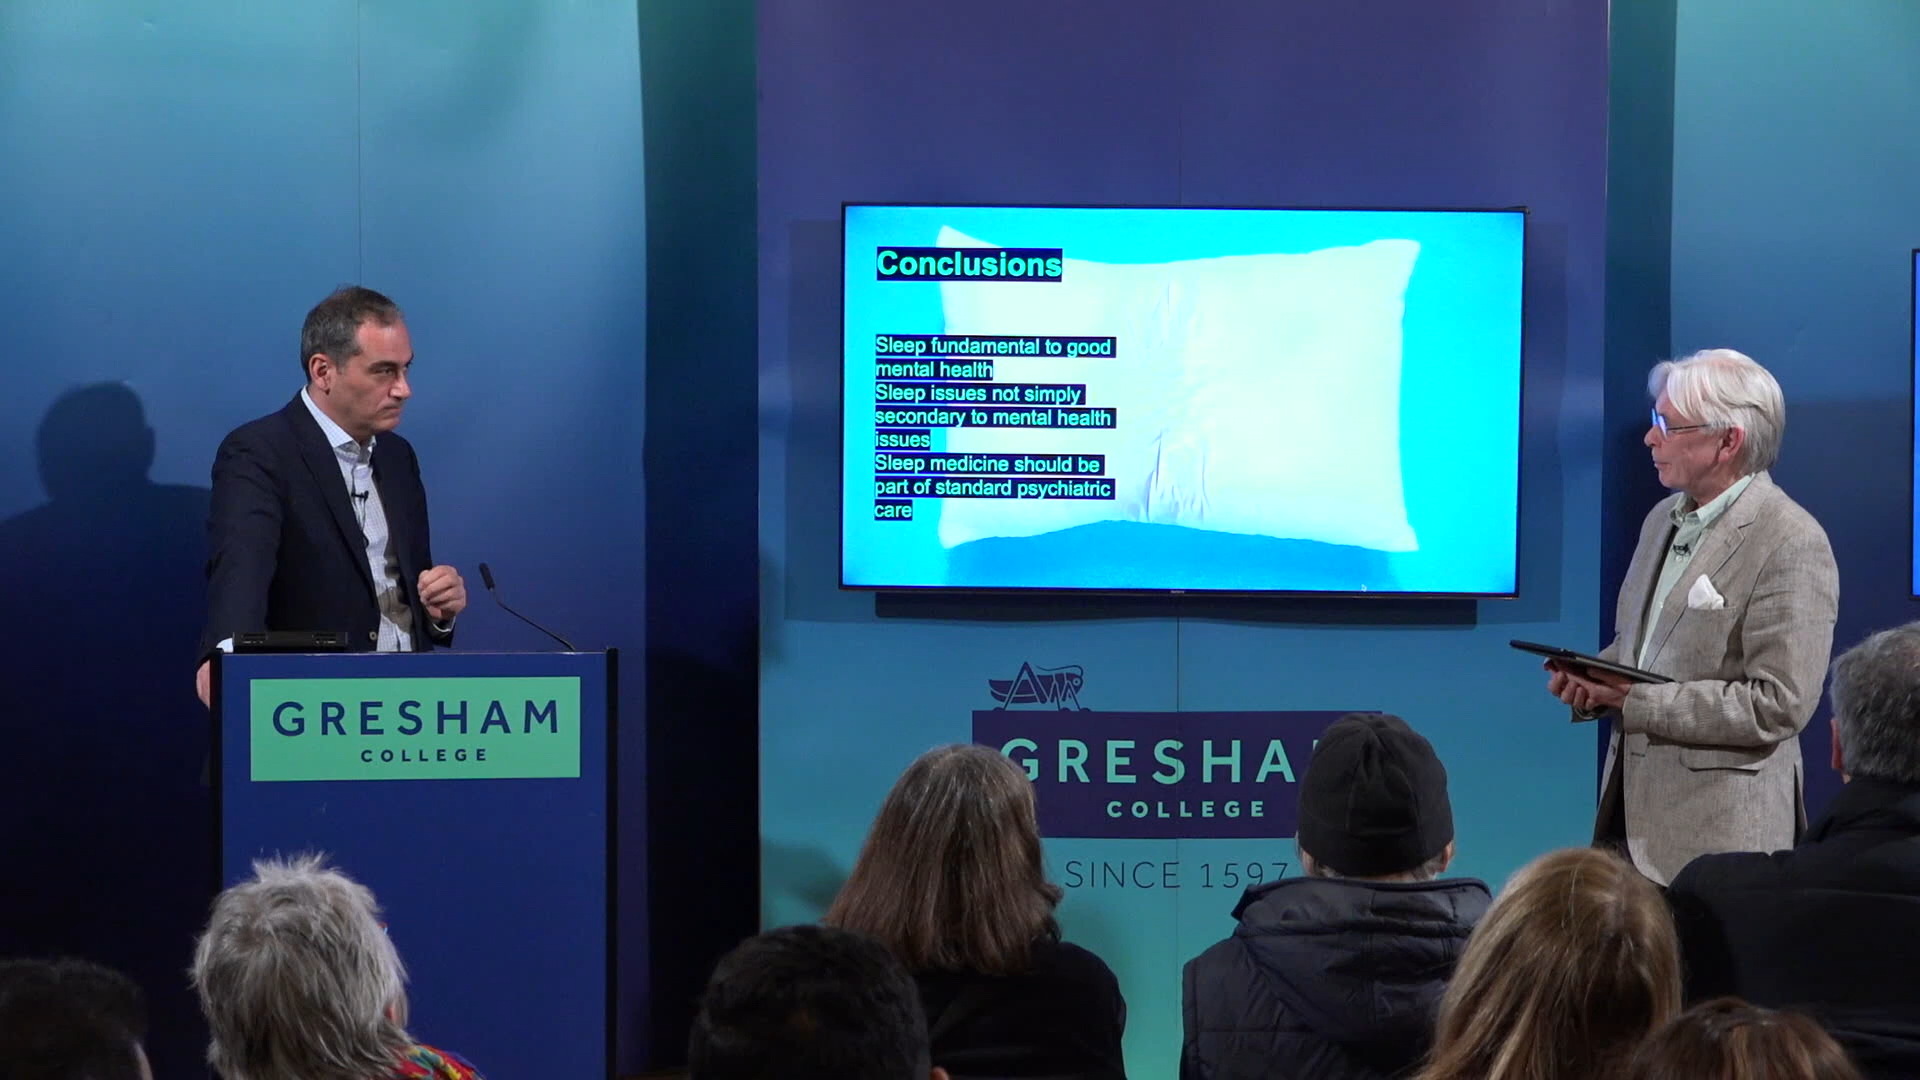 Conclusions
Sleep fundamental to good
mental health
Sleep issues not simply
secondary to mental health
issues
Sleep medicine should be
part of standard psychiatric
care
GRESHAM
COLLEGE
GRESHA
COLLEGE
SINCE 1597